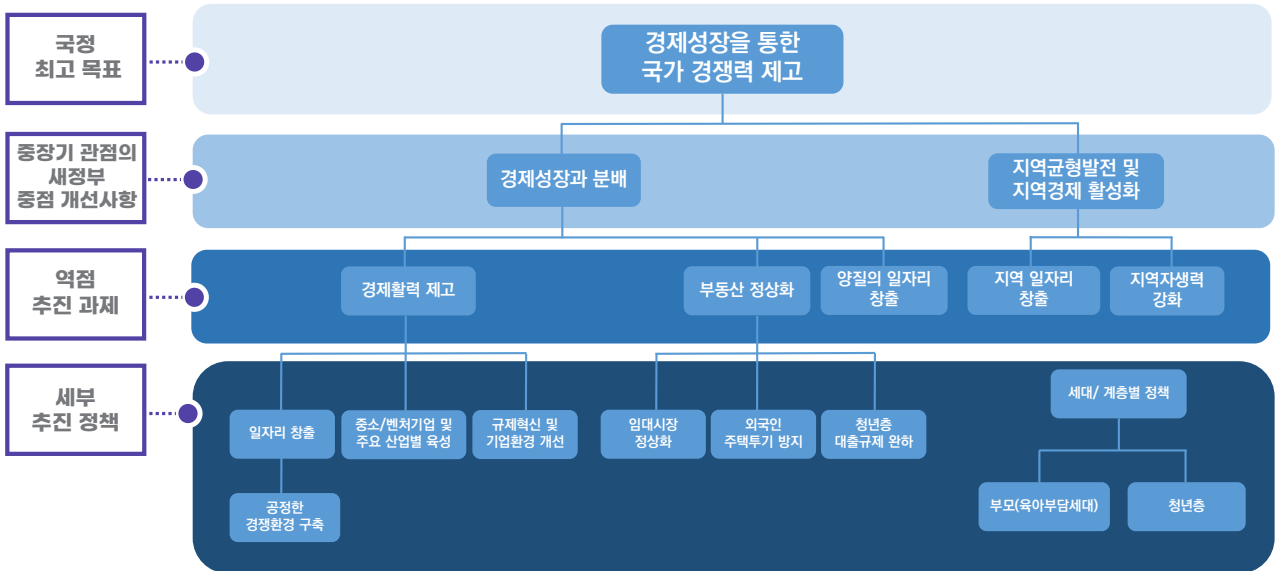 국정
최고 목표
경제성장을 통한
국가 경쟁력 제고
중장기 관점의
새정부
중점 개선사항
경제성장과 분배
지역균형발전 및
지역경제 활성화
역점
추진 과제
경제활력 제고
부동산 정상화
양질의 일자리
창출
지역 일자리
창출
지역자생력
강화
세부
추진 정책
일자리 창출
중소/벤처기업 및
주요 산업별 육성
규제혁신 및
기업환경 개선
임대시장
정상화
외국인
주택투기 방지
청년층
대출규제 완하
세대/ 계층별 정책
공정한
경쟁환경 구축
부모(육아부담세대)
청년층